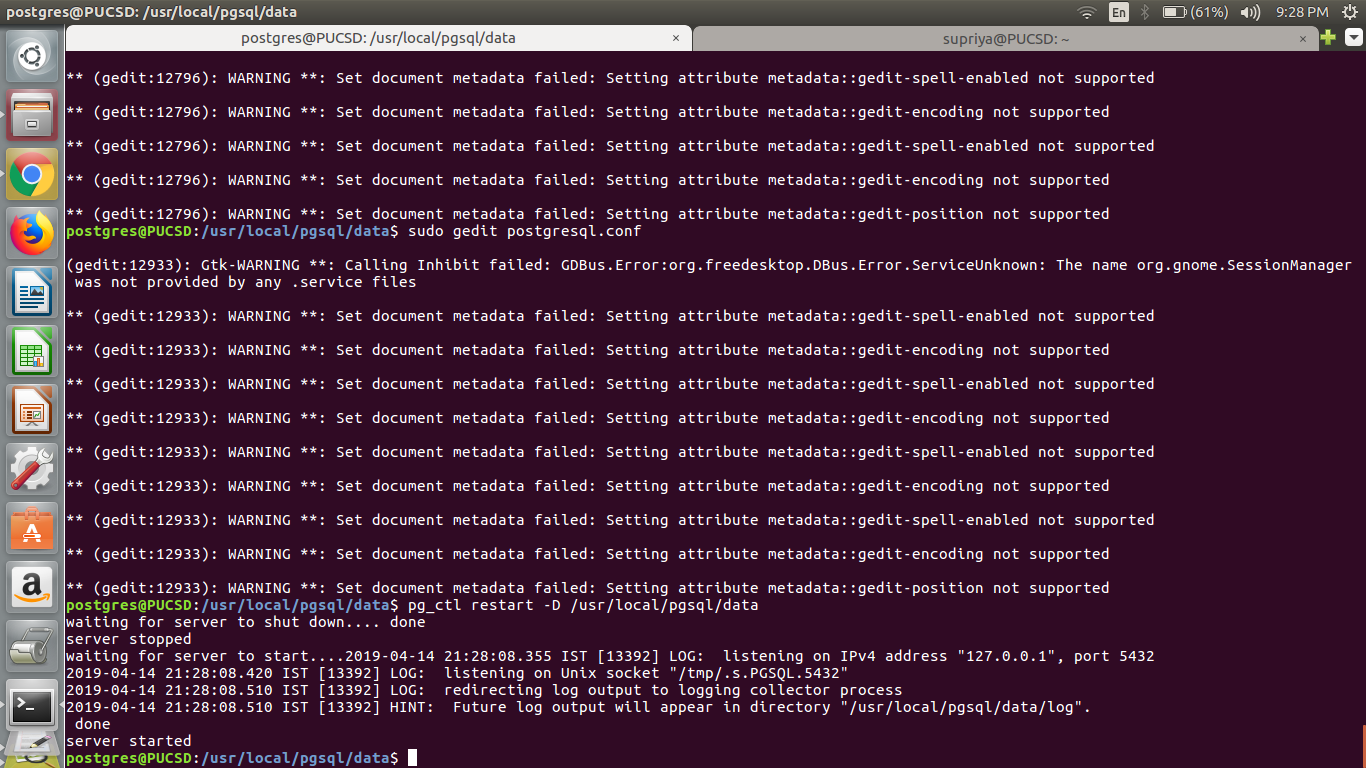 postgres@PUCSD: /usr/local/pgsql/data
En
(61%)
9:28 PM
postgres@PUCSD: /usr/local/pgsql/data ×
supriya@PUCSD: ~ ×
** (gedit:12796): WARNING **: Set document metadata failed: Setting attribute metadata::gedit-spell-enabled not supported
** (gedit:12796): WARNING **: Set document metadata failed: Setting attribute metadata::gedit-encoding not supported
** (gedit:12796): WARNING **: Set document metadata failed: Setting attribute metadata::gedit-spell-enabled not supported
** (gedit:12796): WARNING **: Set document metadata failed: Setting attribute metadata::gedit-encoding not supported
** (gedit:12796): WARNING **: Set document metadata failed: Setting attribute metadata::gedit-position not supported
postgres@PUCSD:/usr/local/pgsql/data$ sudo gedit postgresql.conf
(gedit:12933): Gtk-WARNING **: Calling Inhibit failed: GDBus.Error:org.freedesktop.DBus.Error.ServiceUnknown: The name org.gnome.SessionManager
was not provided by any .service files
** (gedit:12933): WARNING **: Set document metadata failed: Setting attribute metadata::gedit-spell-enabled not supported
** (gedit:12933): WARNING **: Set document metadata failed: Setting attribute metadata::gedit-encoding not supported
** (gedit:12933): WARNING **: Set document metadata failed: Setting attribute metadata::gedit-spell-enabled not supported
** (gedit:12933): WARNING **: Set document metadata failed: Setting attribute metadata::gedit-encoding not supported
** (gedit:12933): WARNING **: Set document metadata failed: Setting attribute metadata::gedit-spell-enabled not supported
** (gedit:12933): WARNING **: Set document metadata failed: Setting attribute metadata::gedit-encoding not supported
** (gedit:12933): WARNING **: Set document metadata failed: Setting attribute metadata::gedit-spell-enabled not supported
** (gedit:12933): WARNING **: Set document metadata failed: Setting attribute metadata::gedit-encoding not supported
** (gedit:12933): WARNING **: Set document metadata failed: Setting attribute metadata::gedit-position not supported
postgres@PUCSD:/usr/local/pgsql/data$ pg_ctl restart -D /usr/local/pgsql/data
waiting for server to shut down.... done
server stopped
waiting for server to start....2019-04-14 21:28:08.355 IST [13392] LOG:  listening on IPv4 address "127.0.0.1", port 5432
2019-04-14 21:28:08.420 IST [13392] LOG:  listening on Unix socket "/tmp/.s.PGSQL.5432"
2019-04-14 21:28:08.510 IST [13392] LOG:  redirecting log output to logging collector process
2019-04-14 21:28:08.510 IST [13392] HINT:  Future log output will appear in directory "/usr/local/pgsql/data/log".
done
server started
postgres@PUCSD:/usr/local/pgsql/data$